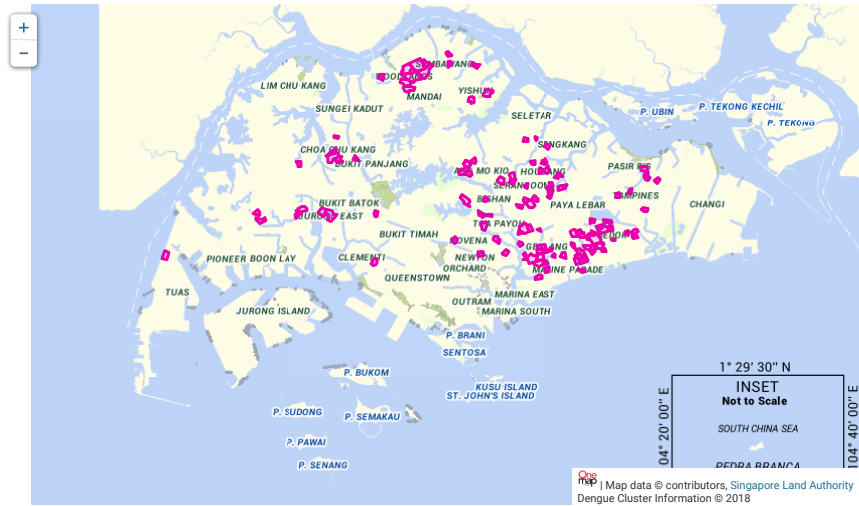 +
−
SEMBAWANG
WOODLANDS
LIM CHU KANG
YISHUN
MANDAI
SUNGEI KADUT
SELETAR
P. UBIN
P. TEKONG KECHIL
P. TEKONG
CHOA CHU KANG
SENGKANG
BUKIT PANJANG
ANG MO KIO
HOUGANG
PASIR RIS
SERANGOON
TAMPINES
BUKIT BATOK
BISHAN
PAYA LEBAR
CHANGI
JURONG EAST
TOA PAYOH
BUKIT TIMAH
NOVENA
BEDOK
GEYLANG
PIONEER
BOON LAY
CLEMENTI
NEWTON
ORCHARD
MARINE PARADE
QUEENSTOWN
TUAS
MARINA EAST
OUTRAM
JURONG ISLAND
MARINA SOUTH
P. BRANI
SENTOSA
1° 29' 30" N
P. BUKOM
INSET
KUSU ISLAND
Not to Scale
ST. JOHN'S ISLAND
P. SUDONG
P. SEMAKAU
SOUTH CHINA SEA
04° 20' 00" E
104° 40' 00" E
P. PAWAI
P. SENANG
PEDRA BRANCA
One
map | Map data © contributors, Singapore Land Authority
Dengue Cluster Information © 2018